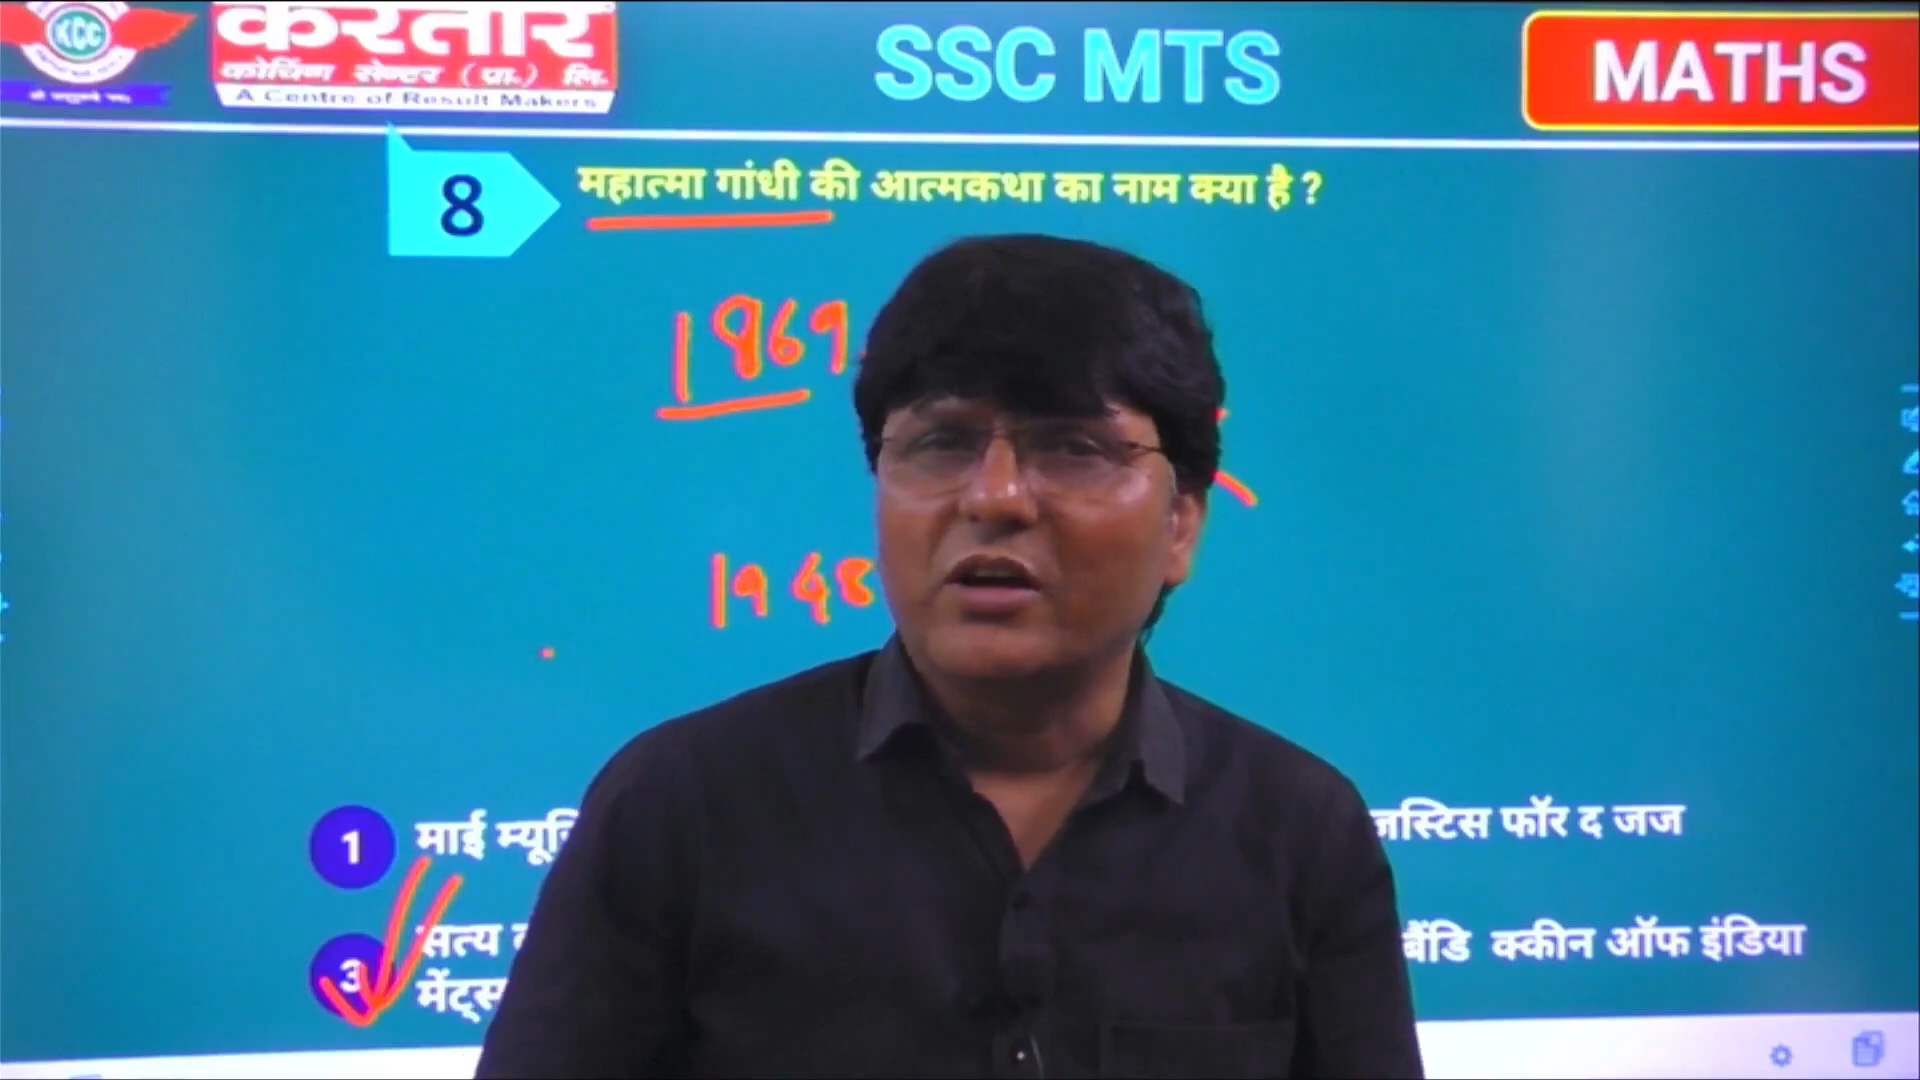 KCC
करतार
कोचिंग सेन्टर (प्रा.) लि.
A Centre of Result Makers
SSC MTS
MATHS
8
महात्मा गांधी की आत्मकथा का नाम क्या है ?
1869
1948
1 माई
जस्टिस फॉर द जज
3 सत्य
बैंडि क्कीन ऑफ इंडिया
मेंट्स